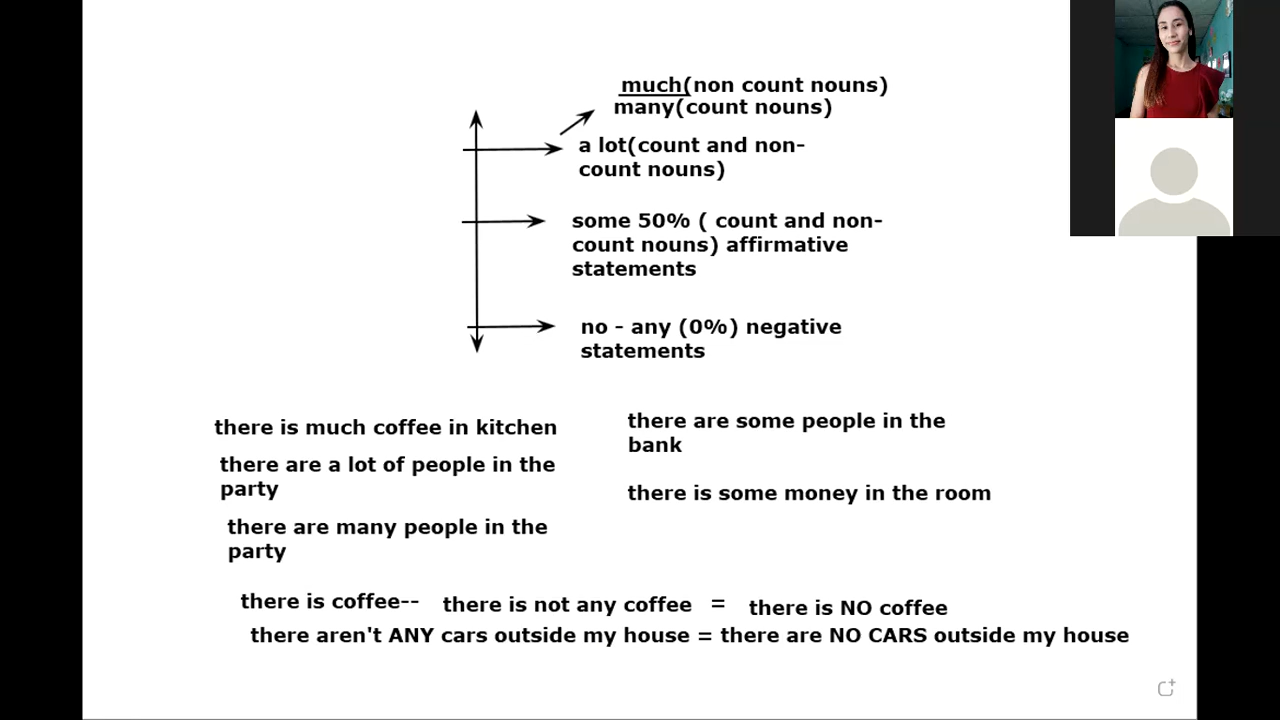 much(non count nouns)
many(count nouns)
a lot(count and non-
count nouns)
some 50% ( count and non-
count nouns) affirmative
statements
no - any (0%) negative
statements
there is much coffee in kitchen
there are a lot of people in the
party
there are many people in the
party
there are some people in the
bank
there is some money in the room
there is coffee-- there is not any coffee = there is NO coffee
there aren't ANY cars outside my house = there are NO CARS outside my house